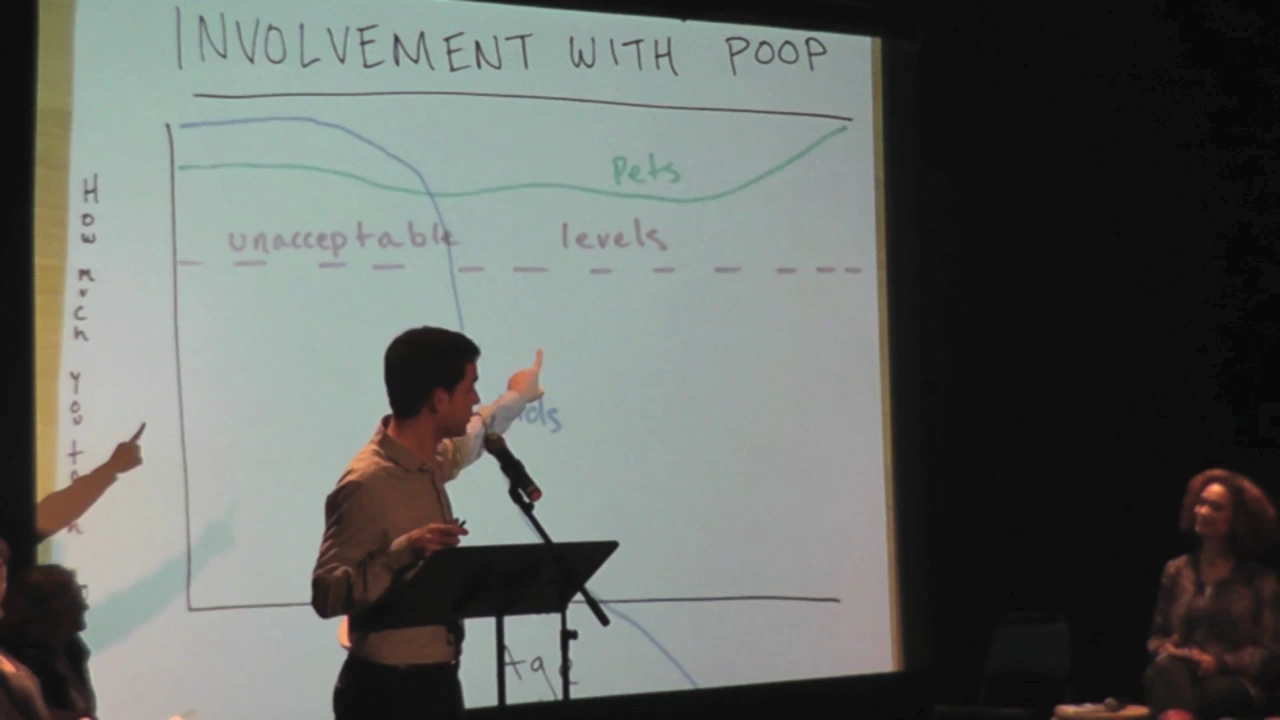 INVOLVEMENT WITH POOP
Pets
unacceptable levels
How much you
Age